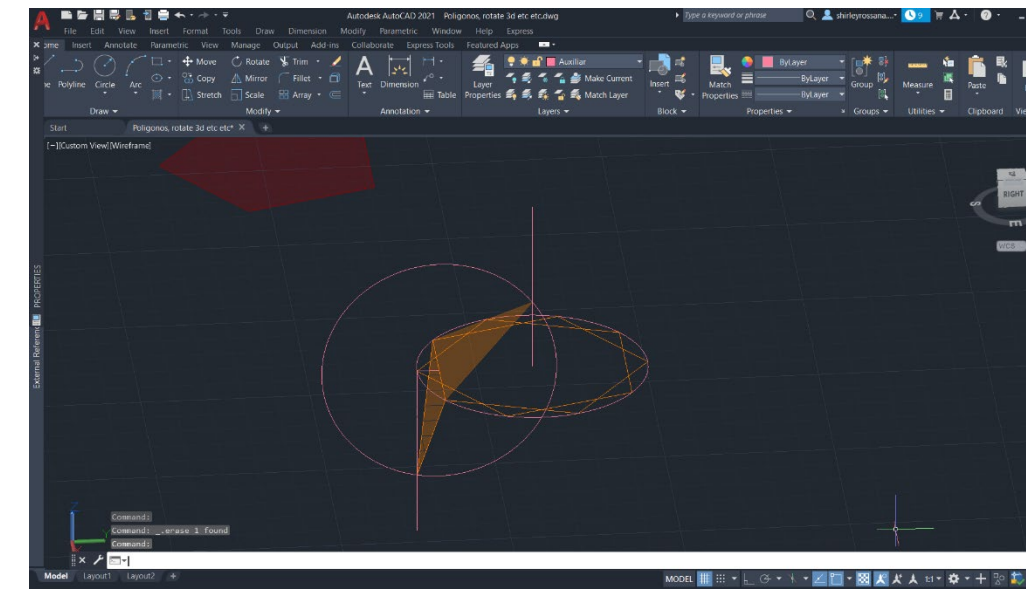 Autodesk AutoCAD 2021 Poligonos, rotate 3d etc etc.dwg
Type a keyword or phrase
shirleyrossana....
9
File Edit View Insert Format Tools Draw Dimension Modify Parametric Window Help Express
ome Insert Annotate Parametric View Manage Output Add-ins Collaborate Express Tools Featured Apps
Polyline Circle Arc
Move Rotate Trim
Copy Mirror Fillet
Stretch Scale Array
Text Dimension
Table
Layer
Properties
Auxiliar
Make Current
Match Layer
Insert
Match
Properties
ByLayer
ByLayer
ByLayer
Group
Measure
Paste
Draw Modify Annotation Layers Block Properties Groups Utilities Clipboard
Start Poligonos, rotate 3d etc etc*
[-][Custom View][Wireframe]
RIGHT
S
E
WCS
PROPERTIES
External Referenc
Z
Y
Command:
Command: _.erase 1 found
Command:
Model Layout1 Layout2
MODEL
1:1